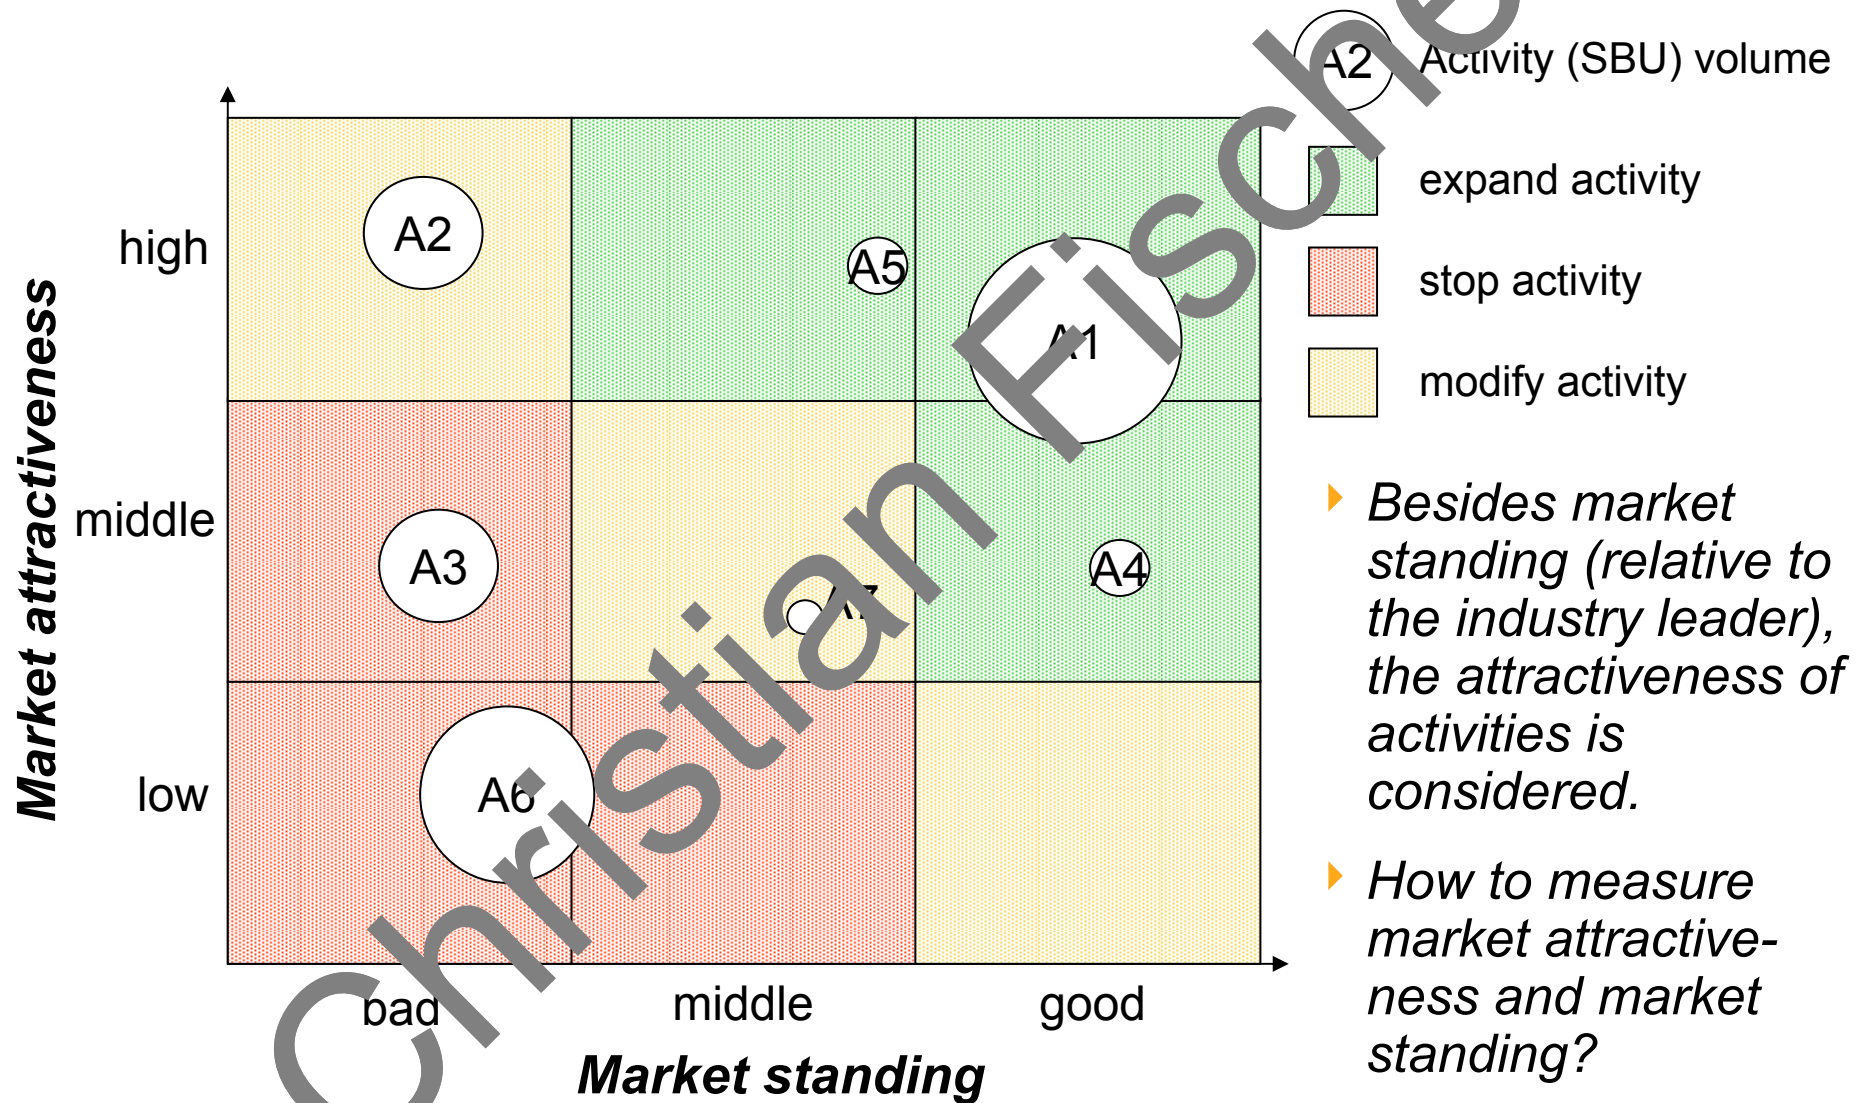 A2 Activity (SBU) volume
expand activity
stop activity
modify activity
Market attractiveness
high
middle
low
A2
A5
A1
A3
A7
A4
A6
bad
middle
good
Market standing
Besides market
standing (relative to
the industry leader),
the attractiveness of
activities is
considered.
How to measure
market attractive-
ness and market
standing?
Christian Fische